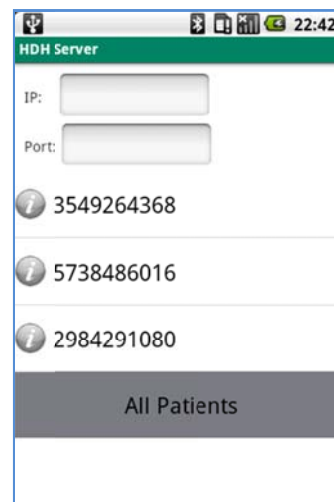 22:42
HDH Server
IP:
Port:
3549264368
5738486016
2984291080
All Patients